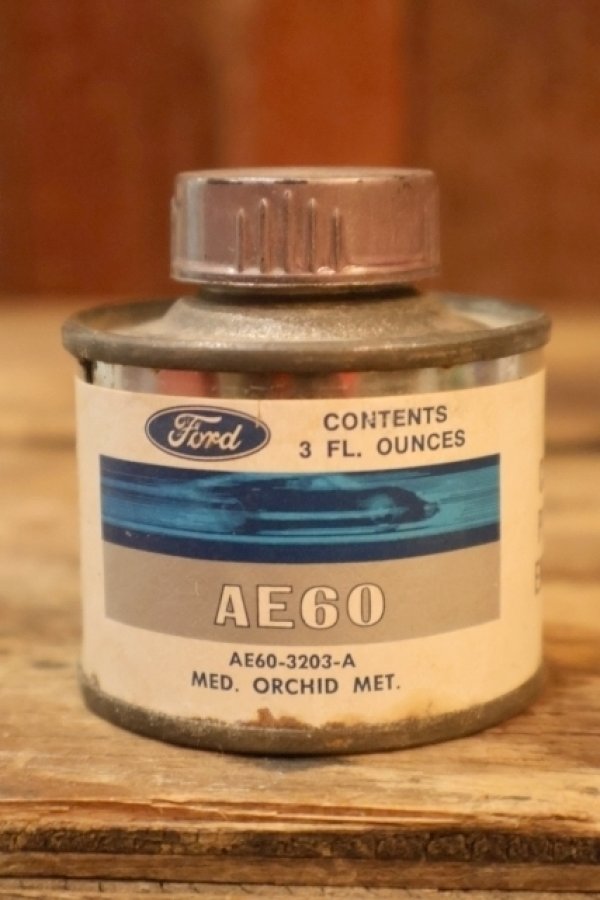 Ford
CONTENTS
3 FL. OUNCES
AE60
AE60-3203-A
MED. ORCHID MET.